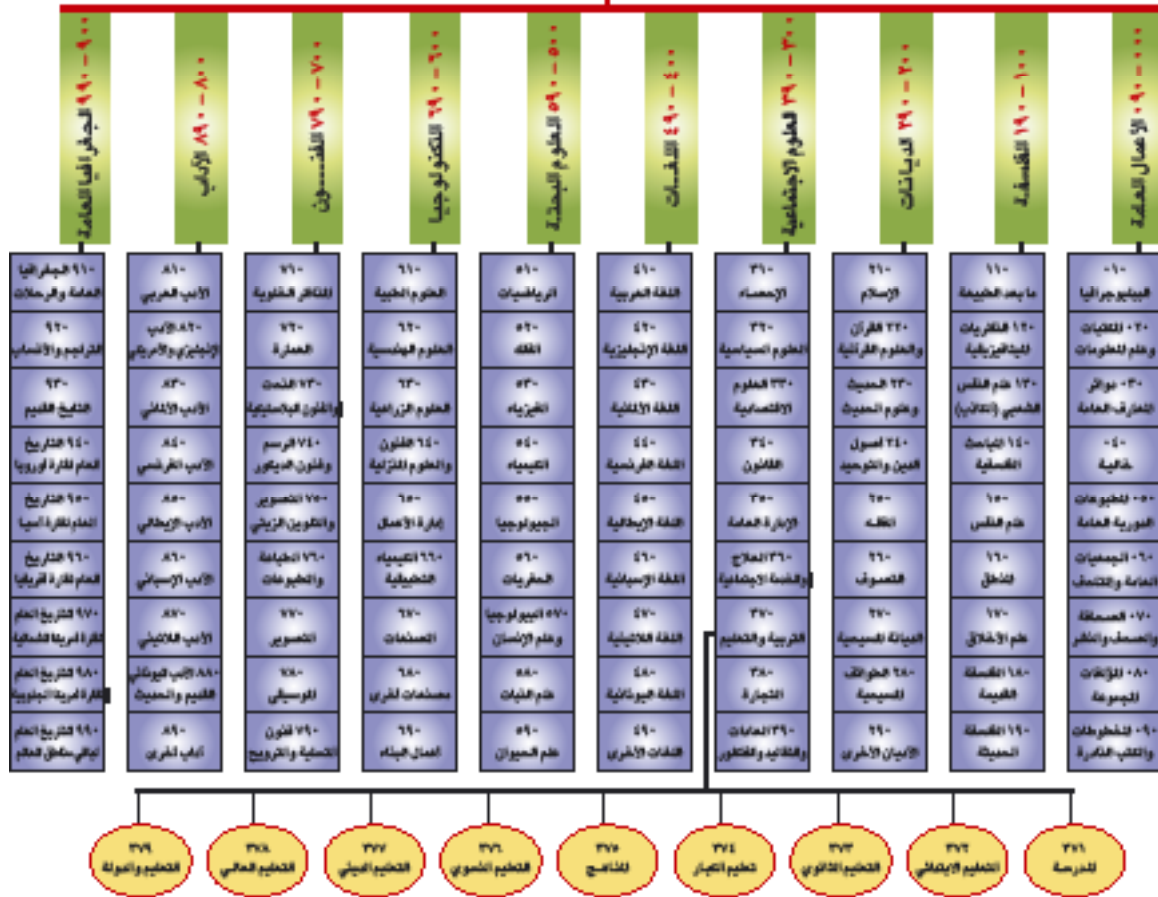 ٠٠٠ – ٠٩٠ الأعمال العامة
١٠٠ – ١٩٠ الفلسفة
٢٠٠ – ٢٩٠ الديانات
٣٠٠ – ٣٩٠ العلوم الاجتماعية
٤٠٠ – ٤٩٠ اللغــات
٥٠٠ – ٥٩٠ العلوم البحتة
٦٠٠ – ٦٩٠ التكنولوجيا
٧٠٠ – ٧٩٠ الفنـــــون
٨٠٠ – ٨٩٠ الآداب
٩٠٠ – ٩٩٠ الجغرافيا العامة
٠١٠
الببليوجرافيا
٠٢٠ المكتبات
وعلم المعلومات
٠٣٠ دوائر
المعارف العامة
٠٤٠
خالية
٠٥٠ المطبوعات
الدورية العامة
٠٦٠ الجمعيات
العامة والمتاحف
٠٧٠ الصحافة
والصحف والنشر
٠٨٠ المؤلفات
المجموعة
٠٩٠ المخطوطات
والكتب النادرة
١١٠
ما بعد الطبيعة
١٢٠ النظريات
الميتافيزيقية
١٣٠ علم النفس
الشعبي
١٤٠ المباحث
الفلسفية
١٥٠
علم النفس
١٦٠
المنطق
١٧٠
علم الأخلاق
١٨٠ الفلسفة
القديمة
١٩٠ الفلسفة
الحديثة
٢١٠
الإسلام
٢٢٠ القرآن
والعلوم القرآنية
٢٣٠ الحديث
وعلوم الحديث
٢٤٠ أصول
الدين والتوحيد
٢٥٠
الفقه
٢٦٠
التصوف
٢٧٠
الديانة المسيحية
٢٨٠ الطوائف
المسيحية
٢٩٠
الأديان الأخرى
٣١٠
الإحصاء
٣٢٠
العلوم السياسية
٣٣٠ العلوم
الاقتصادية
٣٤٠
القانون
٣٥٠
الإدارة العامة
٣٦٠
والخدمة الاجتماعية
٣٧٠
التربية والتعليم
٣٨٠
التجارة
٣٩٠ العادات
والتقاليد والفلكلور
٤١٠
اللغة العربية
٤٢٠
اللغة الإنجليزية
٤٣٠
اللغة الألمانية
٤٤٠
اللغة الفرنسية
٤٥٠
اللغة الإيطالية
٤٦٠
اللغة الإسبانية
٤٧٠
اللغة اللاتينية
٤٨٠
اللغة اليونانية
٤٩٠
اللغات الأخرى
٥١٠
الرياضيات
٥٢٠
الفلك
٥٣٠
الفيزياء
٥٤٠
الكيمياء
٥٥٠
الجيولوجيا
٥٦٠
الحفريات
٥٧٠ البيولوجيا
وعلم الإنسان
٥٨٠
علم النبات
٥٩٠
علم الحيوان
٦١٠
العلوم الطبية
٦٢٠
العلوم الهندسية
٦٣٠
العلوم الزراعية
٦٤٠ الفنون
والعلوم المنزلية
٦٥٠
إدارة الأعمال
٦٦٠ الكيمياء
التطبيقية
٦٧٠
المصنعات
٦٨٠
مصنعات أخرى
٦٩٠
أعمال البناء
٧١٠
٧٢٠
العمارة
٧٣٠ النحت
والفنون البلاستيكية
٧٤٠ الرسم
وفنون الديكور
٧٥٠ التصوير
والتلوين الزيتي
٧٦٠ الطباعة
والمطبوعات
٧٧٠
التصوير
٧٨٠
الموسيقى
٧٩٠ فنون
التسلية والترويح
٨١٠
الأدب العربي
٨٢٠ الأدب
الإنجليزي والأمريكي
٨٣٠
الأدب الألماني
٨٤٠
الأدب الفرنسي
٨٥٠
الأدب الإيطالي
٨٦٠
الأدب الإسباني
٨٧٠
الأدب اللاتيني
٨٨٠ الأدب اليوناني
القديم والحديث
٨٩٠
آداب أخرى
٩١٠ الجغرافيا
العامة والرحلات
٩٢٠
التراجم والأنساب
٩٣٠
التاريخ القديم
٩٤٠ التاريخ
العام لقارة أوروبا
٩٥٠ التاريخ
العام لقارة آسيا
٩٦٠ التاريخ
العام لقارة أفريقيا
٩٧٠ التاريخ العام
لقارة أمريكا الشمالية
٩٨٠ التاريخ العام
لقارة أمريكا الجنوبية
٩٩٠ التاريخ العام
لباقي مناطق العالم
٣٧١
المدرسة
٣٧٢
التعليم الابتدائي
٣٧٣
التعليم الثانوي
٣٧٤
تعليم الكبار
٣٧٥
المناهج
٣٧٦
التعليم النسوي
٣٧٧
التعليم الديني
٣٧٨
التعليم العالي
٣٧٩
التعليم والدولة